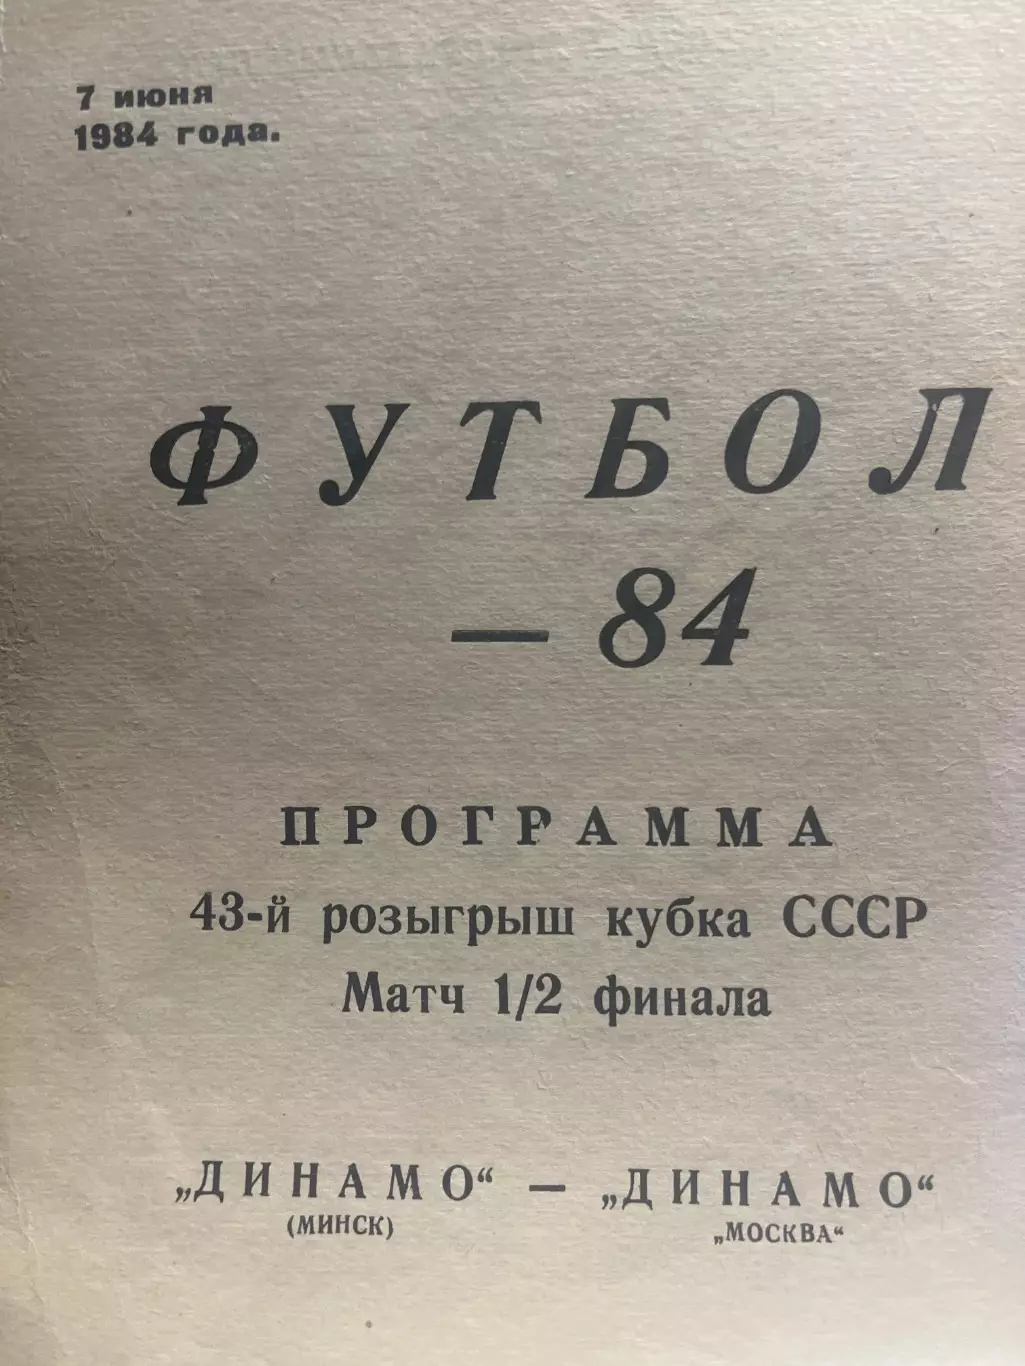 7 июня
1984 года.
ФУТБОЛ
— 84
ПРОГРАММА
43-й розыгрыш кубка СССР
Матч 1/2 финала
„ДИНАМО“ — „ДИНАМО“
(МИНСК) „МОСКВА“